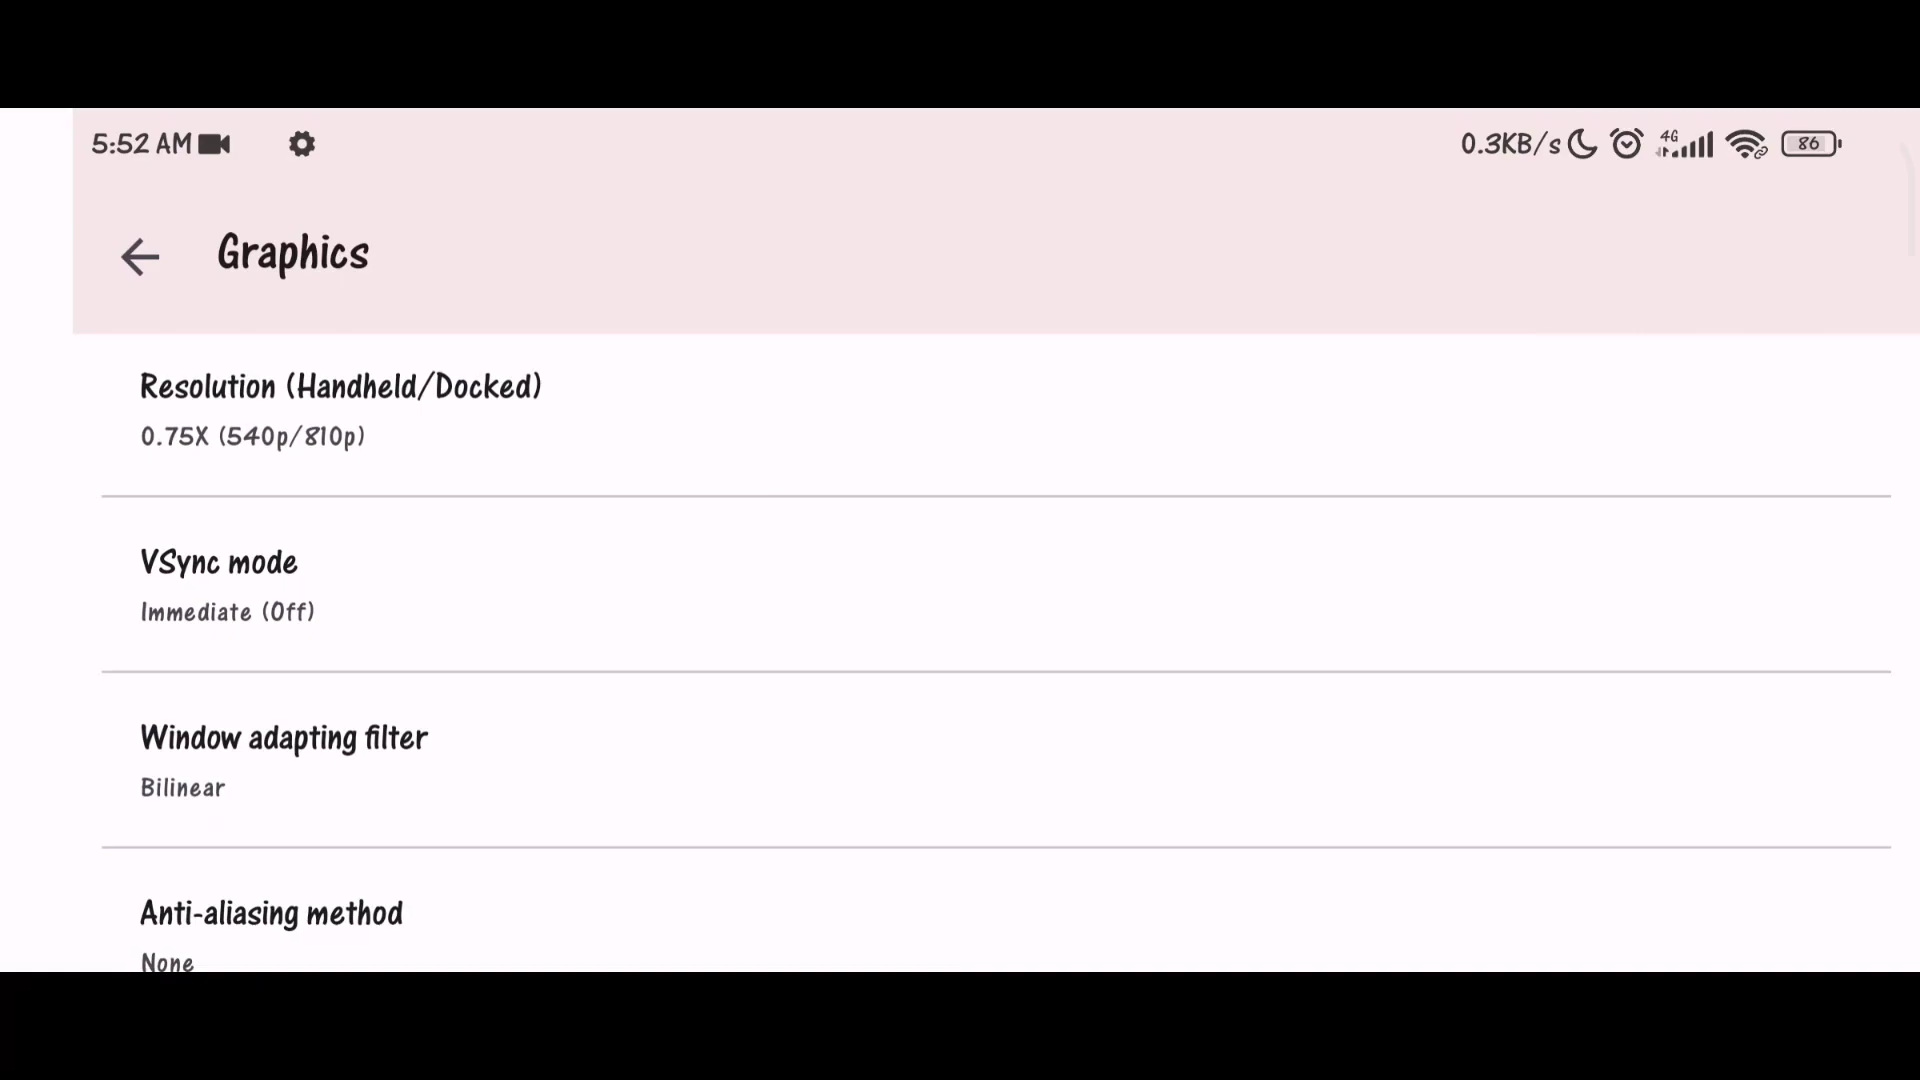 5:52 AM
0.3KB/s 4G 86
Graphics
Resolution (Handheld/Docked)
0.75X (540p/810p)
VSync mode
Immediate (Off)
Window adapting filter
Bilinear
Anti-aliasing method
None